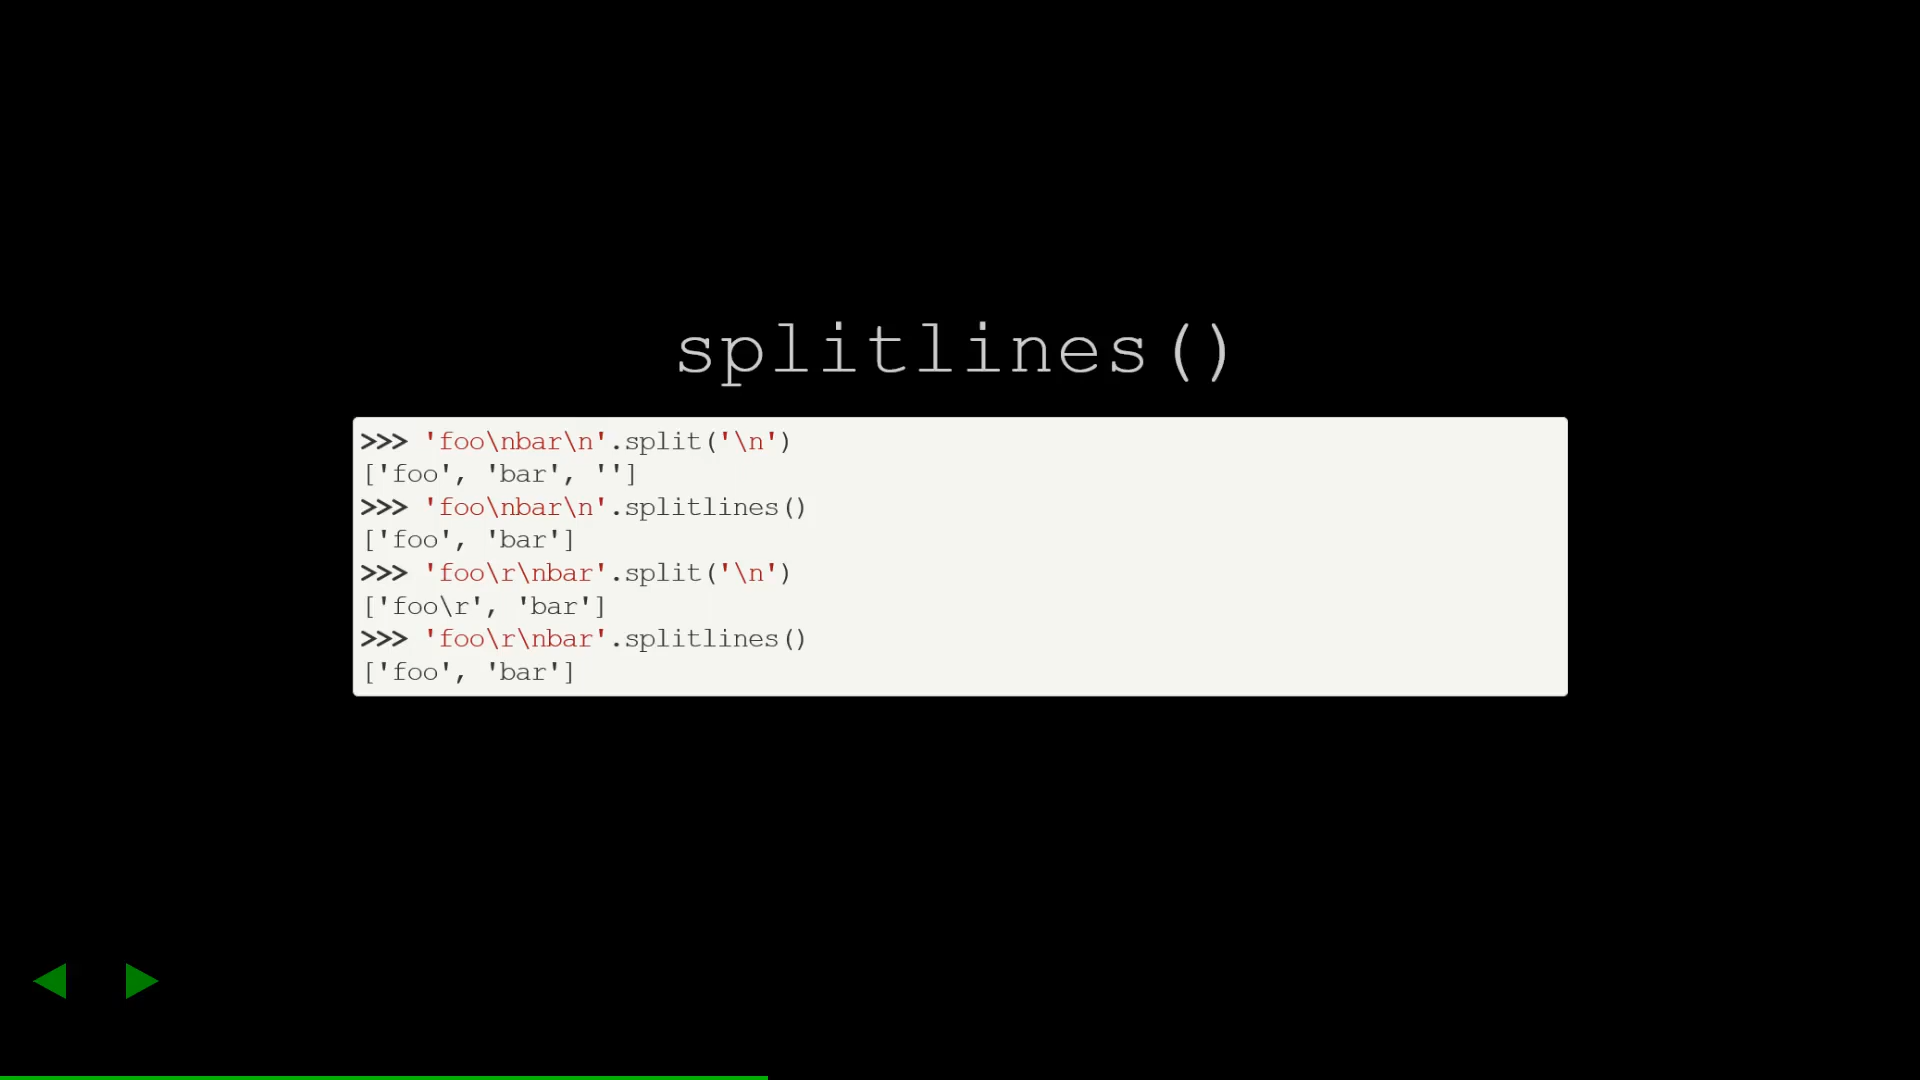 splitlines()
>>> 'foo\nbar\n'.split('\n')
['foo', 'bar', '']
>>> 'foo\nbar\n'.splitlines()
['foo', 'bar']
>>> 'foo\r\nbar'.split('\n')
['foo\r', 'bar']
>>> 'foo\r\nbar'.splitlines()
['foo', 'bar']